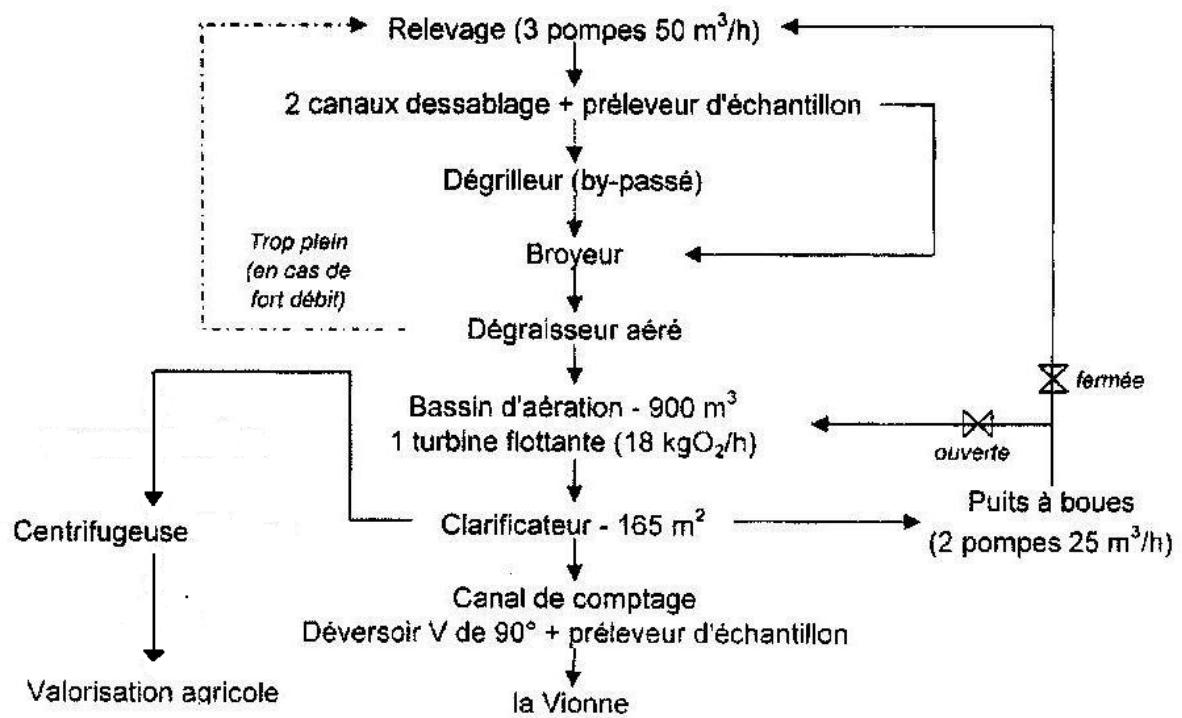 Relevage (3 pompes 50 m³/h)
2 canaux dessablage + préleveur d'échantillon
Dégrilleur (by-passé)
Trop plein
(en cas de
fort débit)
Broyeur
Dégraisseur aéré
fermée
Bassin d'aération - 900 m³
1 turbine flottante (18 kgO₂/h)
ouverte
Centrifugeuse
Clarificateur - 165 m²
Puits à boues
(2 pompes 25 m³/h)
Canal de comptage
Déversoir V de 90° + préleveur d'échantillon
Valorisation agricole
la Vionne